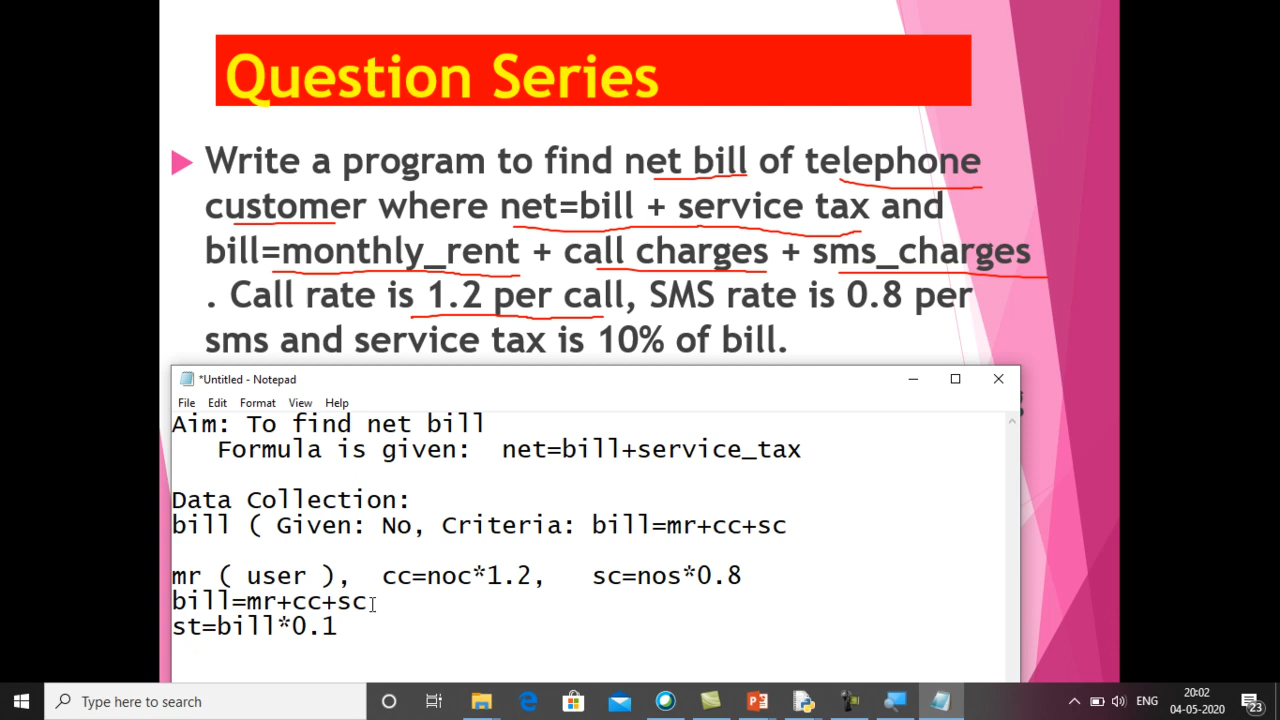 Question Series
Write a program to find net bill of telephone
customer where net=bill + service tax and
bill=monthly_rent + call charges + sms_charges
. Call rate is 1.2 per call, SMS rate is 0.8 per
sms and service tax is 10% of bill.
*Untitled - Notepad
File Edit Format View Help
Aim: To find net bill
Formula is given: net=bill+service_tax
Data Collection:
bill ( Given: No, Criteria: bill=mr+cc+sc
mr ( user ), cc=noc*1.2, sc=nos*0.8
bill=mr+cc+sc
st=bill*0.1
Type here to search
ENG
20:02
04-05-2020
23